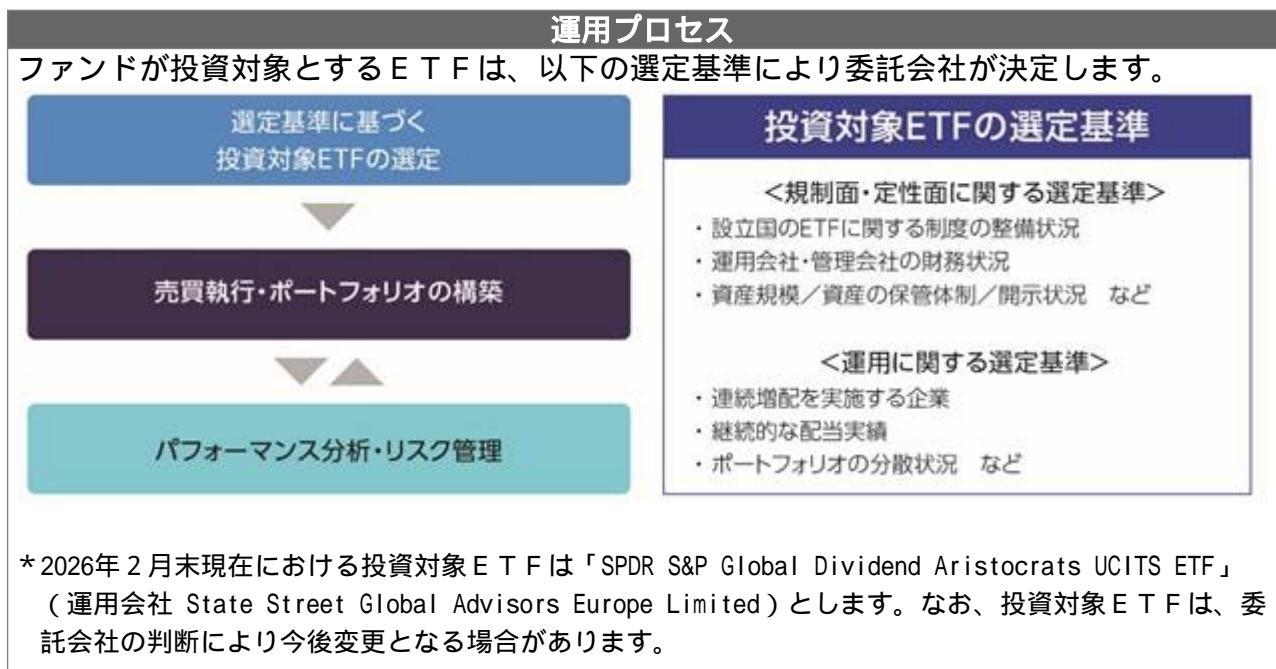 運用プロセス
ファンドが投資対象とするＥＴＦは、以下の選定基準により委託会社が決定します。
選定基準に基づく
投資対象ETFの選定
売買執行・ポートフォリオの構築
パフォーマンス分析・リスク管理
投資対象ETFの選定基準
＜規制面・定性面に関する選定基準＞
・設立国のETFに関する制度の整備状況
・運用会社・管理会社の財務状況
・資産規模／資産の保管体制／開示状況　など
＜運用に関する選定基準＞
・連続増配を実施する企業
・継続的な配当実績
・ポートフォリオの分散状況　など
＊2026年２月末現在における投資対象ＥＴＦは「SPDR S&P Global Dividend Aristocrats UCITS ETF」
（運用会社 State Street Global Advisors Europe Limited）とします。なお、投資対象ＥＴＦは、委
託会社の判断により今後変更となる場合があります。